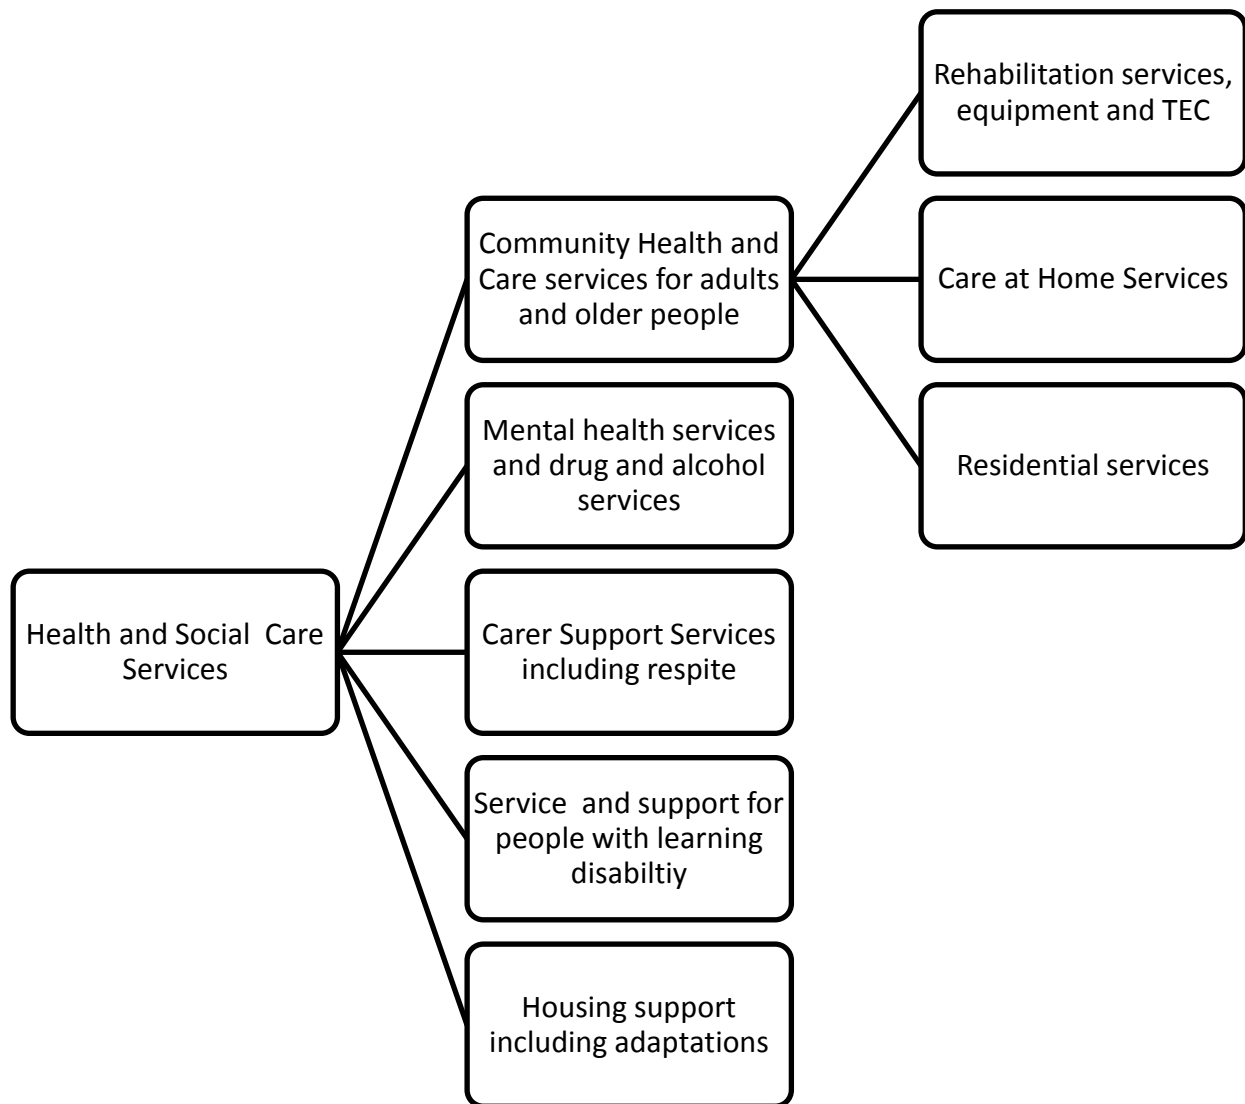 Health and Social  Care
Services
Community Health and
Care services for adults
and older people
Rehabilitation services,
equipment and TEC
Care at Home Services
Residential services
Mental health services
and drug and alcohol
services
Carer Support Services
including respite
Service  and support for
people with learning
disabiltiy
Housing support
including adaptations